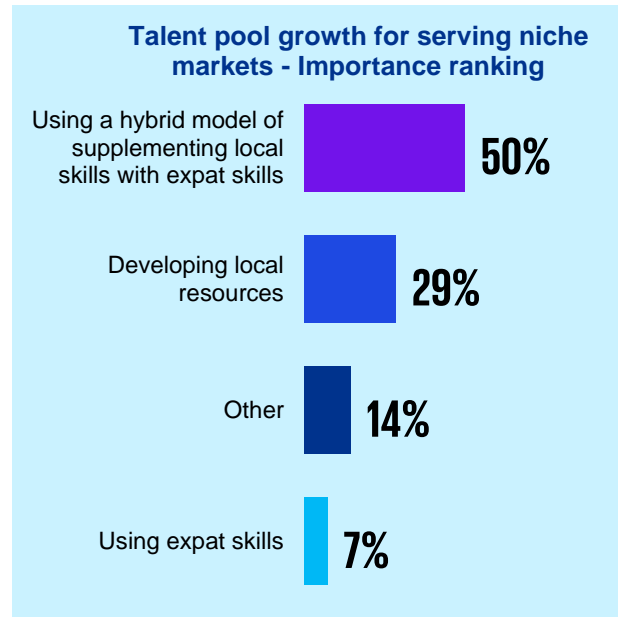 Talent pool growth for serving niche
markets - Importance ranking
Using a hybrid model of
supplementing local
skills with expat skills
50%
Developing local
resources
29%
Other
14%
Using expat skills
7%